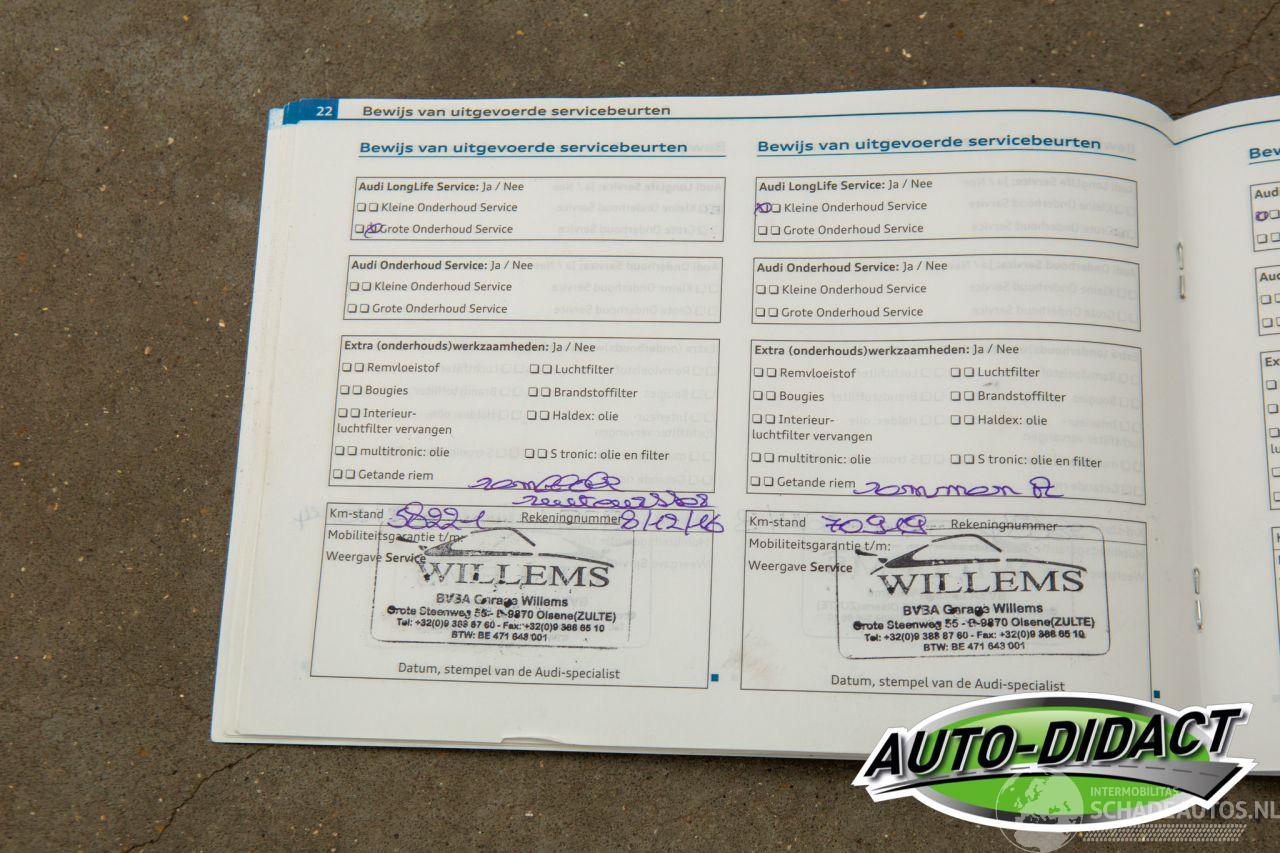 22 Bewijs van uitgevoerde servicebeurten
Bewijs van uitgevoerde servicebeurten
Audi LongLife Service: Ja / Nee
Kleine Onderhoud Service
Grote Onderhoud Service
Audi Onderhoud Service: Ja / Nee
Kleine Onderhoud Service
Grote Onderhoud Service
Extra (onderhouds)werkzaamheden: Ja / Nee
Remvloeistof Luchtfilter
Bougies Brandstoffilter
Interieur- Haldex: olie
luchtfilter vervangen
multitronic: olie S tronic: olie en filter
Getande riem
Km-stand 58221 Rekeningnummer 8/12/16
Mobiliteitsgarantie t/m:
Weergave Service
WILLEMS
BVBA Garage Willems
Grote Steenweg 55 - B-9870 Olsene(ZULTE)
Tel: +32(0)9 388 87 60 - Fax: +32(0)9 388 65 10
BTW: BE 471 643 001
Datum, stempel van de Audi-specialist
Bewijs van uitgevoerde servicebeurten
Audi LongLife Service: Ja / Nee
Kleine Onderhoud Service
Grote Onderhoud Service
Audi Onderhoud Service: Ja / Nee
Kleine Onderhoud Service
Grote Onderhoud Service
Extra (onderhouds)werkzaamheden: Ja / Nee
Remvloeistof Luchtfilter
Bougies Brandstoffilter
Interieur- Haldex: olie
luchtfilter vervangen
multitronic: olie S tronic: olie en filter
Getande riem
Km-stand 70919 Rekeningnummer
Mobiliteitsgarantie t/m:
Weergave Service
WILLEMS
BVBA Garage Willems
Grote Steenweg 55 - B-9870 Olsene(ZULTE)
Tel: +32(0)9 388 87 60 - Fax: +32(0)9 388 65 10
BTW: BE 471 643 001
Datum, stempel van de Audi-specialist
AUTO-DIDACT
INTERMOBILITAS
SCHADEAUTOS.NL